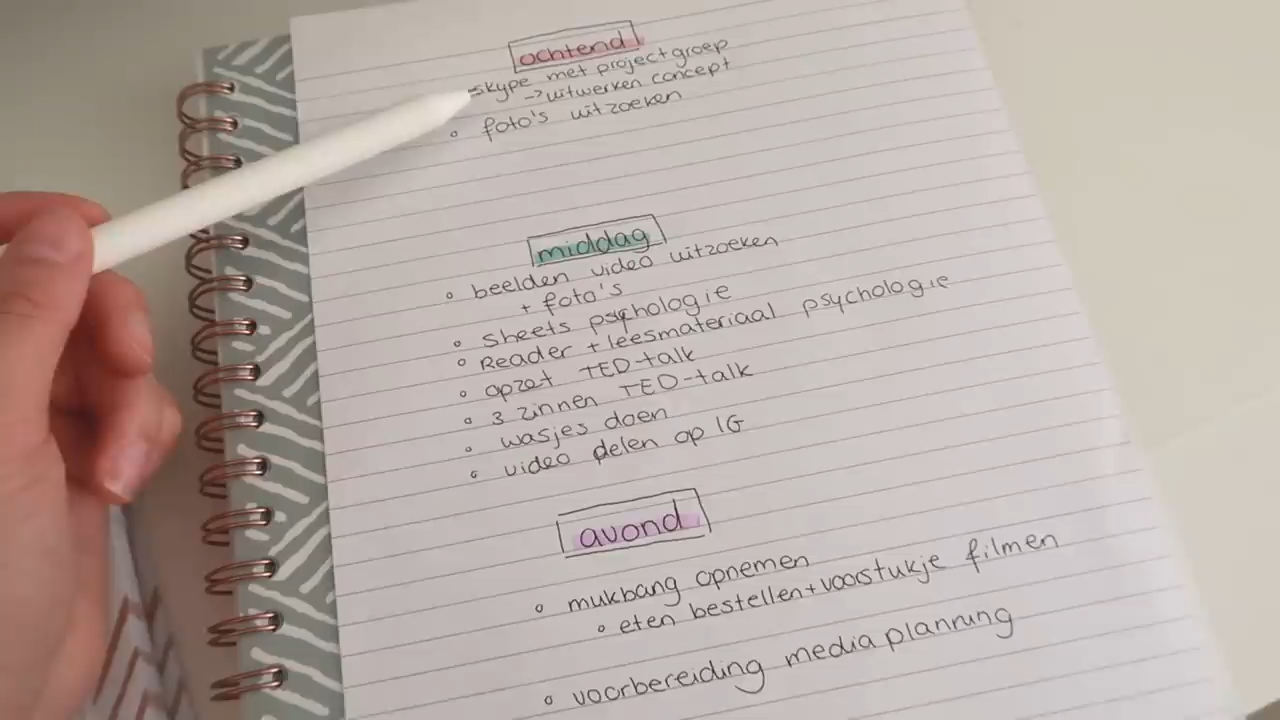 ochtend
skype met projectgroep
-> uitwerken concept
foto's uitzoeken
middag
beelden video uitzoeken
+ foto's
sheets psychologie
Reader + leesmateriaal psychologie
opzet TED-talk
3 zinnen TED-talk
wasjes doen
video delen op IG
avond
mukbang opnemen
eten bestellen + voorstukje filmen
voorbereiding mediaplanning